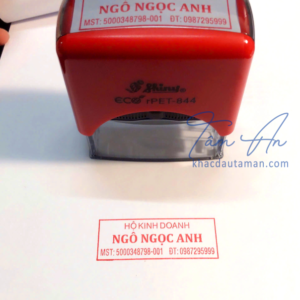 NGÔ NGỌC ANH
MST: 5000348798-001 ĐT: 0987295999
Shiny
ECO rPET-844
Tâm An
khacdautaman.com
HỘ KINH DOANH
NGÔ NGỌC ANH
MST: 5000348798-001 ĐT: 0987295999